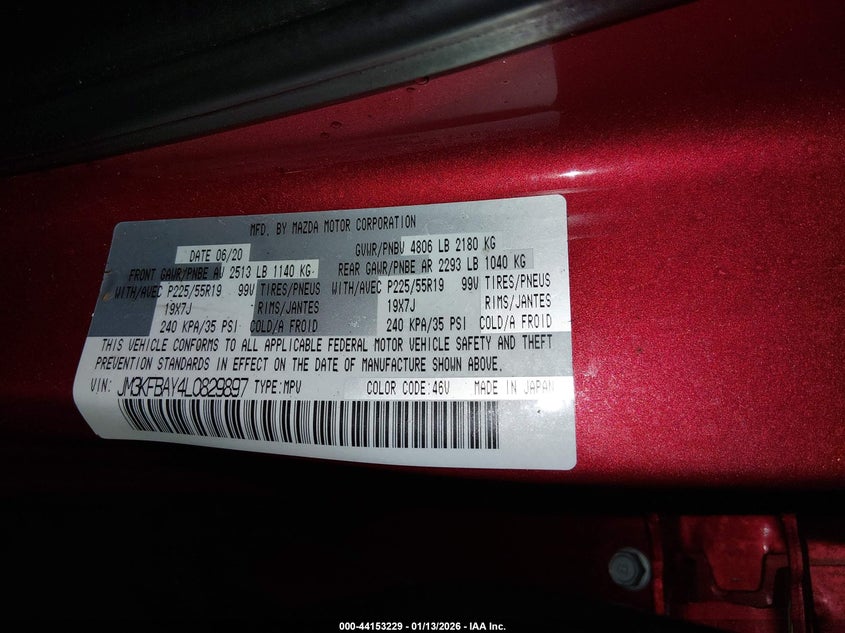 MFD. BY MAZDA MOTOR CORPORATION
DATE 06/20 GVWR/PNBV 4806 LB 2180 KG
FRONT GAWR/PNBE AV 2513 LB 1140 KG REAR GAWR/PNBE AR 2293 LB 1040 KG
WITH/AVEC P225/55R19 99V TIRES/PNEUS WITH/AVEC P225/55R19 99V TIRES/PNEUS
19X7J RIMS/JANTES 19X7J RIMS/JANTES
240 KPA/35 PSI COLD/A FROID 240 KPA/35 PSI COLD/A FROID
THIS VEHICLE CONFORMS TO ALL APPLICABLE FEDERAL MOTOR VEHICLE SAFETY AND THEFT
PREVENTION STANDARDS IN EFFECT ON THE DATE OF MANUFACTURE SHOWN ABOVE.
VIN: JM3KFBAY4L0829897 TYPE:MPV COLOR CODE:46V MADE IN JAPAN
000-44153229 - 01/13/2026 - IAA Inc.